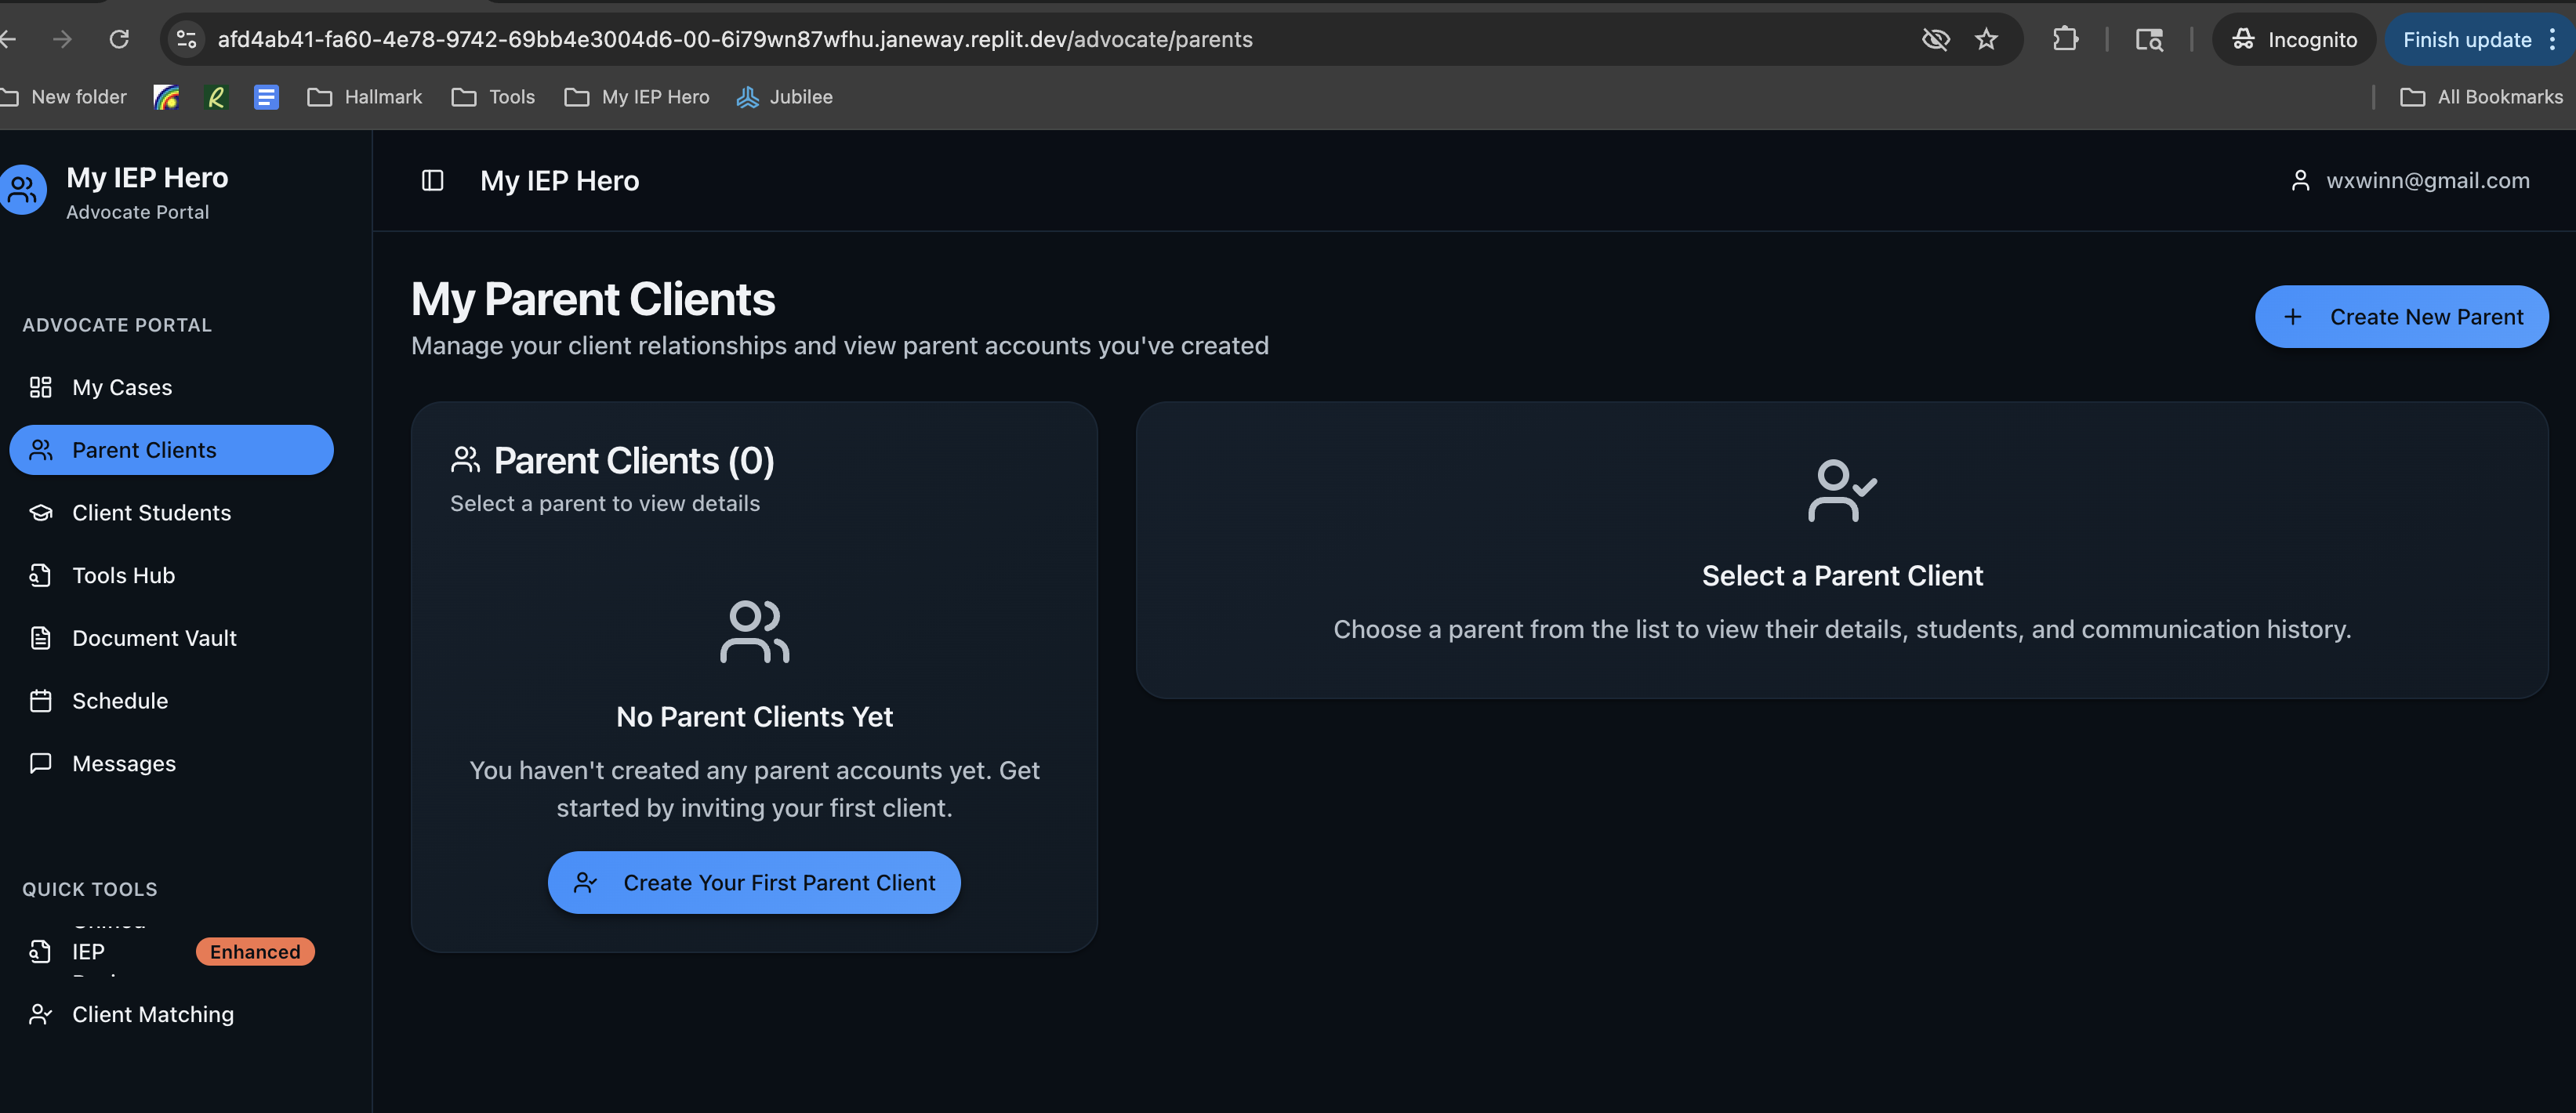 afd4ab41-fa60-4e78-9742-69bb4e3004d6-00-6i79wn87wfhu.janeway.replit.dev/advocate/parents
Incognito
Finish update
New folder
Hallmark
Tools
My IEP Hero
Jubilee
All Bookmarks
My IEP Hero
Advocate Portal
My IEP Hero
wxwinn@gmail.com
ADVOCATE PORTAL
My Cases
Parent Clients
Client Students
Tools Hub
Document Vault
Schedule
Messages
QUICK TOOLS
IEP
Enhanced
Client Matching
My Parent Clients
Manage your client relationships and view parent accounts you've created
Create New Parent
Parent Clients (0)
Select a parent to view details
No Parent Clients Yet
You haven't created any parent accounts yet. Get
started by inviting your first client.
Create Your First Parent Client
Select a Parent Client
Choose a parent from the list to view their details, students, and communication history.